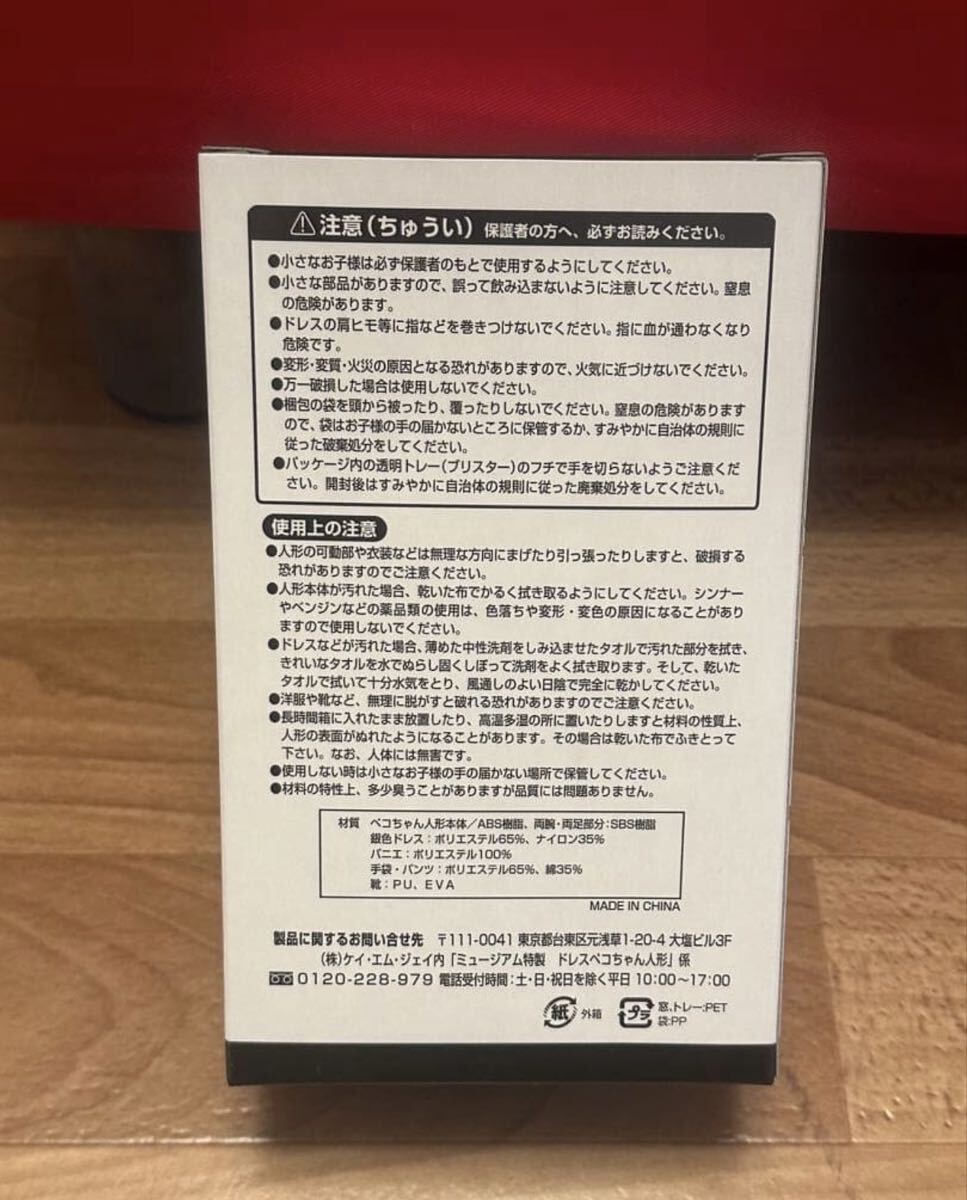 ⚠注意(ちゅうい) 保護者の方へ、必ずお読みください。
●小さなお子様は必ず保護者のもとで使用するようにしてください。
●小さな部品がありますので、誤って飲み込まないように注意してください。窒息
の危険があります。
●ドレスの肩ヒモ等に指などを巻きつけないでください。指に血が通わなくなり
危険です。
●変形・変質・火災の原因となる恐れがありますので、火気に近づけないでください。
●万一破損した場合は使用しないでください。
●梱包の袋を頭から被ったり、覆ったりしないでください。窒息の危険があります
ので、袋はお子様の手の届かないところに保管するか、すみやかに自治体の規則に
従った破棄処分をしてください。
●パッケージ内の透明トレー(ブリスター)のフチで手を切らないようご注意くだ
さい。開封後はすみやかに自治体の規則に従った廃棄処分をしてください。
使用上の注意
●人形の可動部や衣装などは無理な方向にまげたり引っ張ったりしますと、破損する
恐れがありますのでご注意ください。
●人形本体が汚れた場合、乾いた布でかるく拭き取るようにしてください。シンナー
やベンジンなどの薬品類の使用は、色落ちや変形・変色の原因になることがあり
ますので使用しないでください。
●ドレスなどが汚れた場合、薄めた中性洗剤をしみ込ませたタオルで汚れた部分を拭き、
きれいなタオルを水でぬらし固くしぼって洗剤をよく拭き取ります。そして、乾いた
タオルで拭いて十分水気をとり、風通しのよい日陰で完全に乾かしてください。
●洋服や靴など、無理に脱がすと破れる恐れがありますのでご注意ください。
●長時間箱に入れたまま放置したり、高温多湿の所に置いたりしますと材料の性質上、
人形の表面がぬれたようになることがあります。その場合は乾いた布でふきとって
下さい。なお、人体には無害です。
●使用しない時は小さなお子様の手の届かない場所で保管してください。
●材料の特性上、多少臭うことがありますが品質には問題ありません。
材質 ペコちゃん人形本体/ABS樹脂、両腕・両足部分:SBS樹脂
銀色ドレス:ポリエステル65%、ナイロン35%
パニエ:ポリエステル100%
手袋・パンツ:ポリエステル65%、綿35%
靴:PU、EVA
MADE IN CHINA
製品に関するお問い合せ先 〒111-0041 東京都台東区元浅草1-20-4 大塩ビル3F
(株)ケイ・エム・ジェイ内「ミュージアム特製 ドレスペコちゃん人形」係
0120-228-979 電話受付時間:土・日・祝日を除く平日 10:00〜17:00
紙 外箱 プラ 窓、トレー:PET
袋:PP